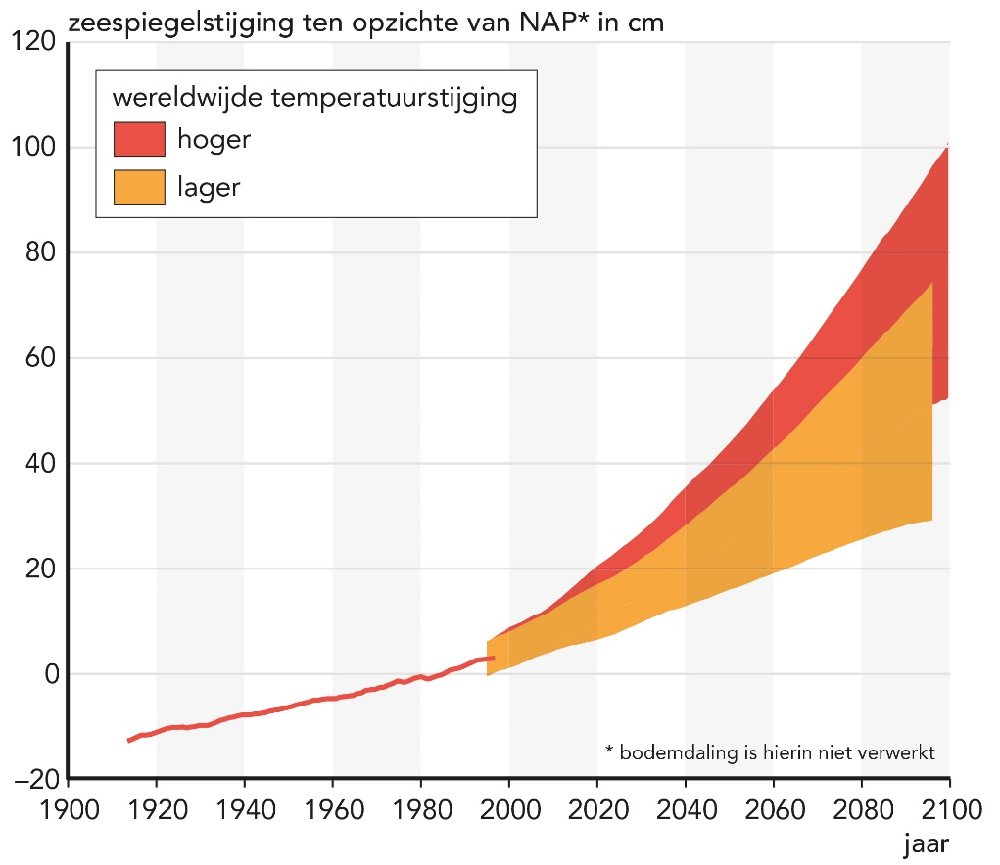 zeespiegelstijging ten opzichte van NAP* in cm
120
wereldwijde temperatuurstijging
hoger
100
lager
80
60
40
20
0
* bodemdaling is hierin niet verwerkt
–20
1900 1920 1940 1960 1980 2000 2020 2040 2060 2080 2100
jaar